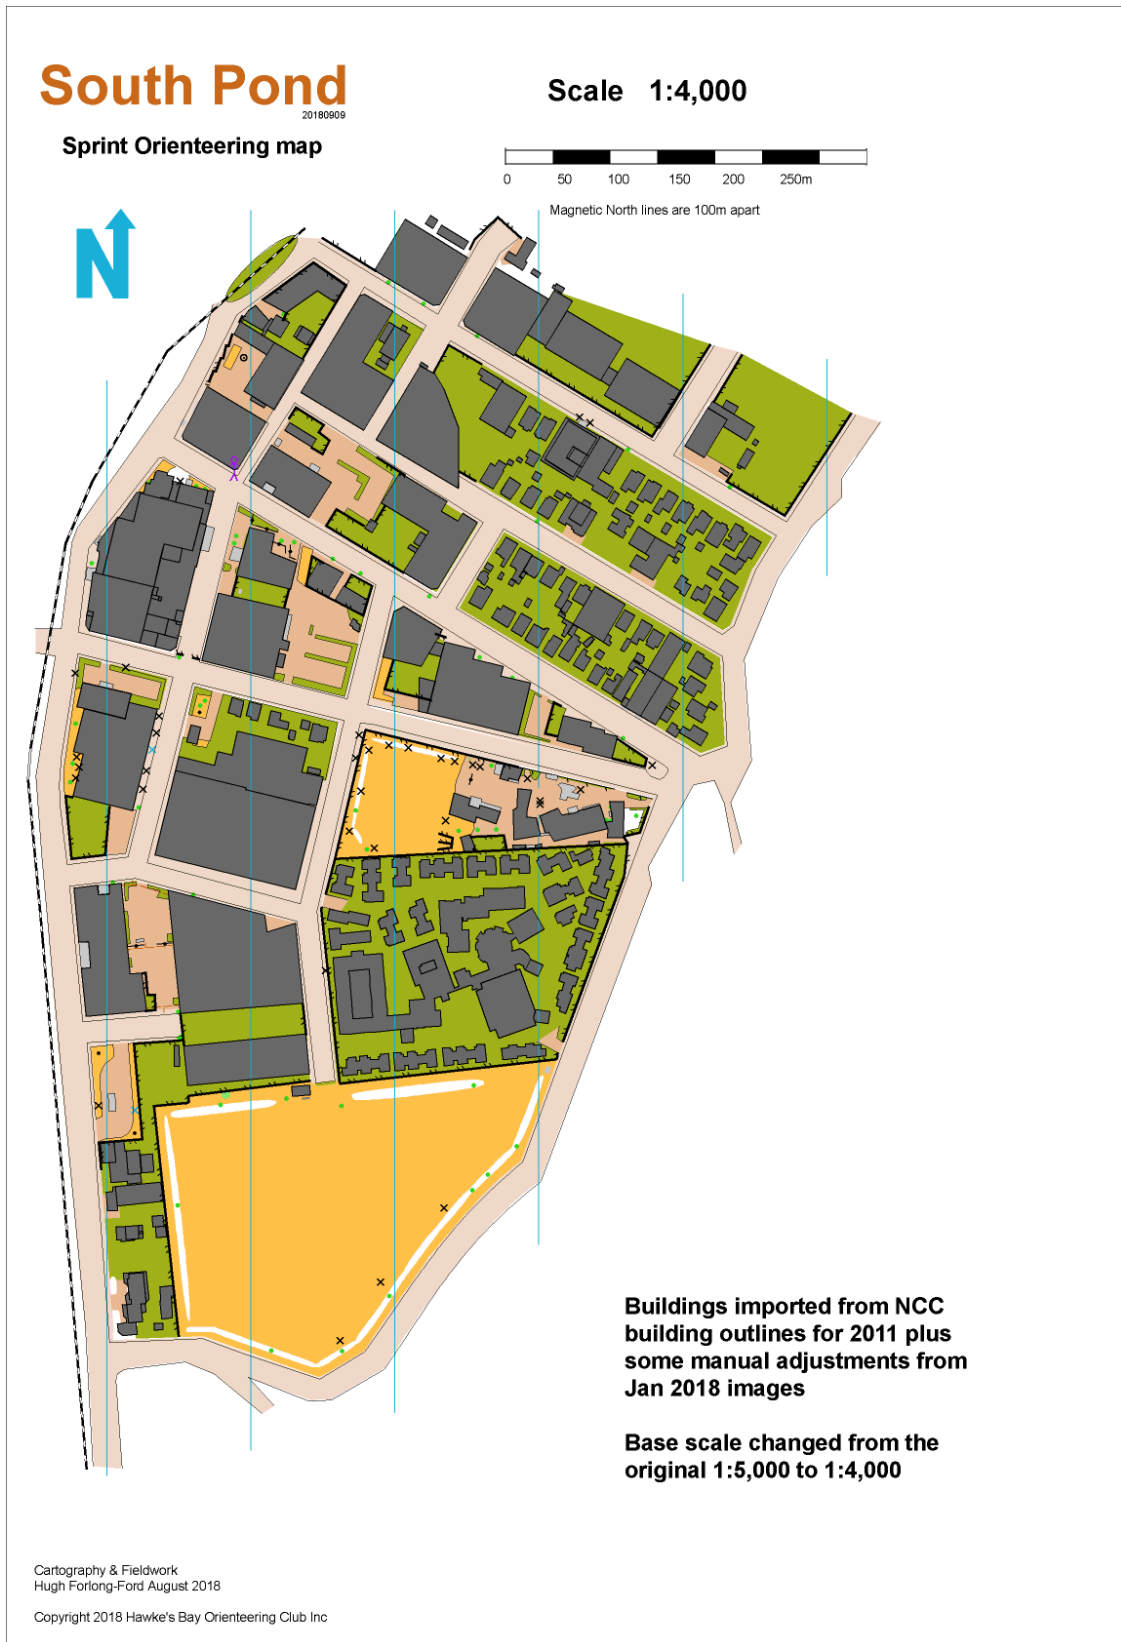 South Pond
20180909
Sprint Orienteering map
Scale 1:4,000
0 50 100 150 200 250m
Magnetic North lines are 100m apart
N
Buildings imported from NCC
building outlines for 2011 plus
some manual adjustments from
Jan 2018 images
Base scale changed from the
original 1:5,000 to 1:4,000
Cartography & Fieldwork
Hugh Forlong-Ford August 2018
Copyright 2018 Hawke's Bay Orienteering Club Inc